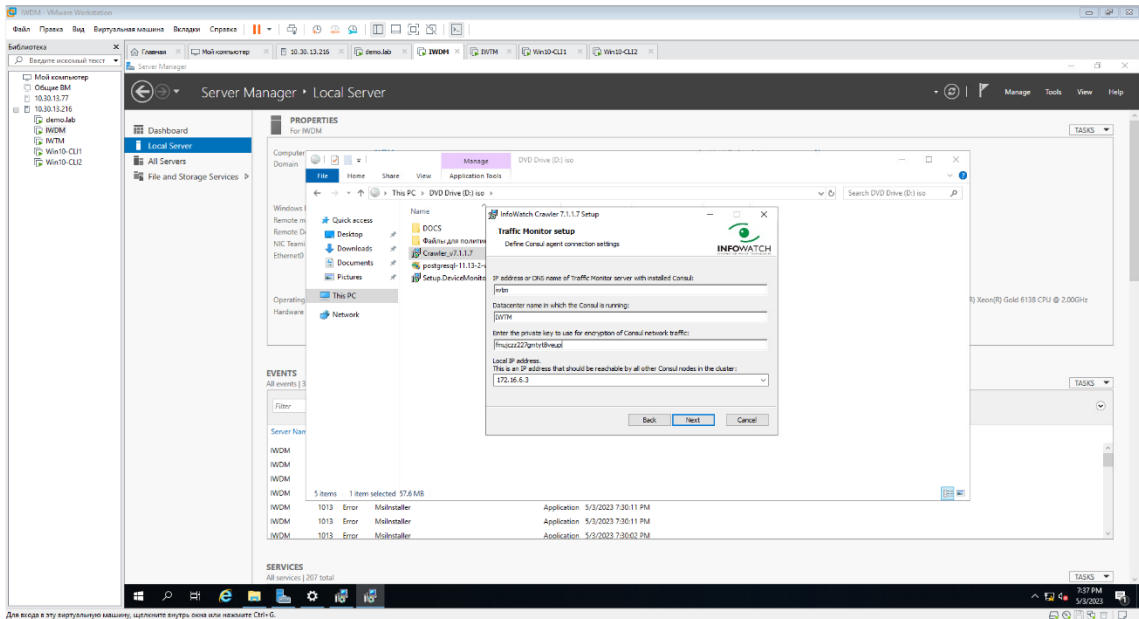 IWDM - VMware Workstation
Файл Правка Вид Виртуальная машина Вкладки Справка
Библиотека
Введите искомый текст
Мой компьютер
Общие ВМ
10.30.13.77
10.30.13.216
demo.lab
IWDM
IWTM
Win10-CLI1
Win10-CLI2
Главная Мой компьютер 10.30.13.216 demo.lab IWDM IWTM Win10-CLI1 Win10-CLI2
Server Manager
Server Manager • Local Server
Manage Tools View Help
Dashboard
Local Server
All Servers
File and Storage Services
PROPERTIES
For IWDM
TASKS
Computer
Domain
Windows
Remote
Remote
NIC Teami
Ethernet0
Operating
Hardware
R) Xeon(R) Gold 6138 CPU @ 2.00GHz
Manage DVD Drive (D:) iso
File Home Share View Application Tools
This PC > DVD Drive (D:) iso
Search DVD Drive (D:) iso
Quick access
Desktop
Downloads
Documents
Pictures
This PC
Network
Name
DOCS
Файлы для политик
Crawler_v7.1.1.7
postgresql-11.13-2-
Setup.DeviceMonito
5 items 1 item selected 57.6 MB
InfoWatch Crawler 7.1.1.7 Setup
Traffic Monitor setup
Define Consul agent connection settings
INFOWATCH
IP address or DNS name of Traffic Monitor server with installed Consul:
iwtm
Datacenter name in which the Consul is running:
IWTM
Enter the private key to use for encryption of Consul network traffic:
Local IP address.
This is an IP address that should be reachable by all other Consul nodes in the cluster:
172.16.6.3
Back Next Cancel
EVENTS
All events | 3
TASKS
Filter
Server Nam
IWDM
IWDM
IWDM
IWDM
IWDM 1013 Error MsiInstaller Application 5/3/2023 7:30:11 PM
IWDM 1013 Error MsiInstaller Application 5/3/2023 7:30:11 PM
IWDM 1013 Error MsiInstaller Application 5/3/2023 7:30:02 PM
SERVICES
All services | 207 total
TASKS
7:37 PM
5/3/2023
Для входа в эту виртуальную машину, щелкните внутрь окна или нажмите Ctrl+G.